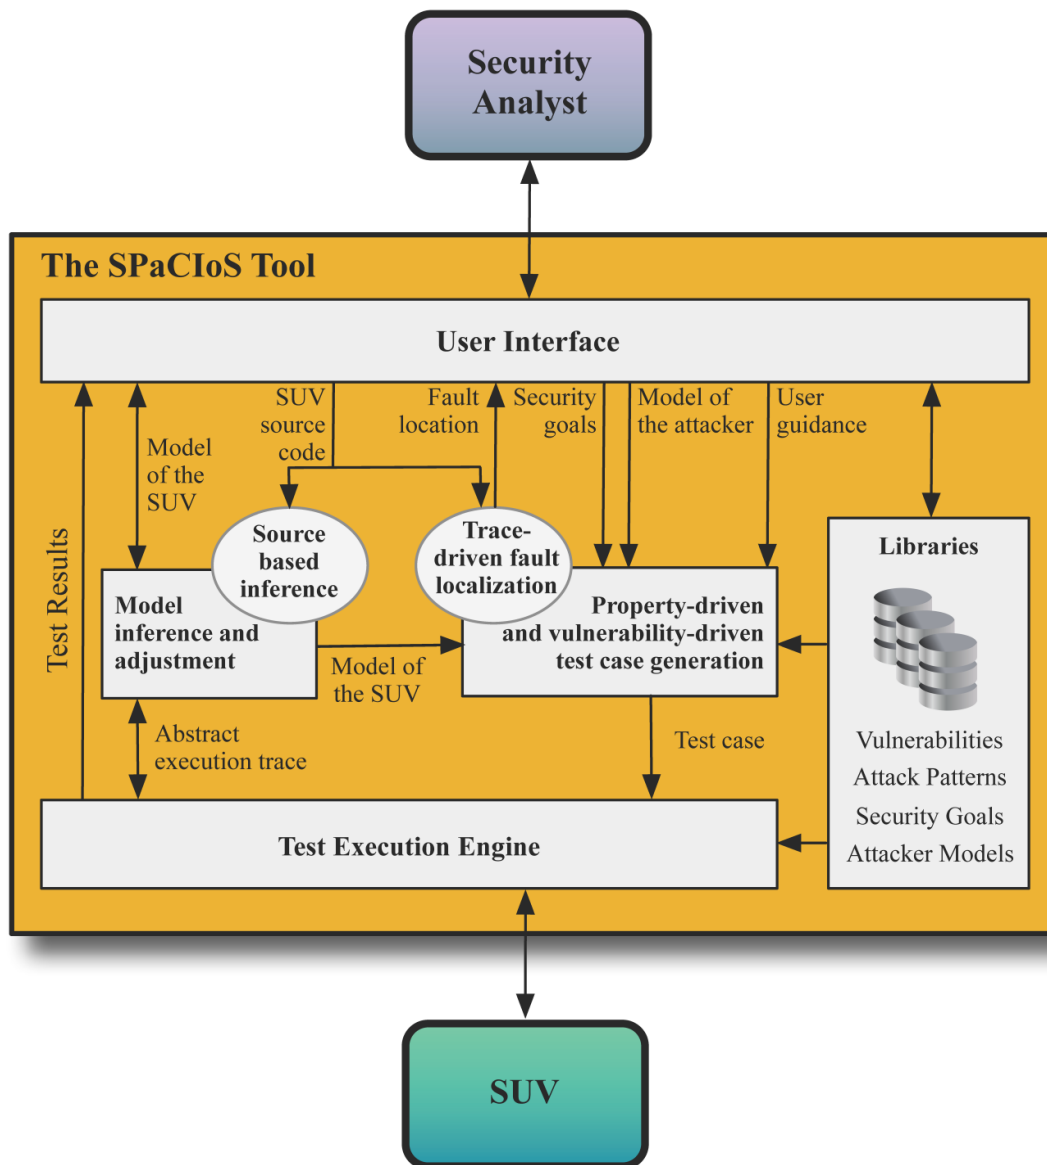 Security
Analyst
The SPaCIoS Tool
User Interface
SUV
source
code
Fault
location
Security
goals
Model of
the attacker
User
guidance
Model
of the
SUV
Test Results
Source
based
inference
Trace-
driven fault
localization
Libraries
Model
inference and
adjustment
Property-driven
and vulnerability-driven
test case generation
Model of
the SUV
Abstract
execution trace
Test case
Vulnerabilities
Attack Patterns
Security Goals
Attacker Models
Test Execution Engine
SUV